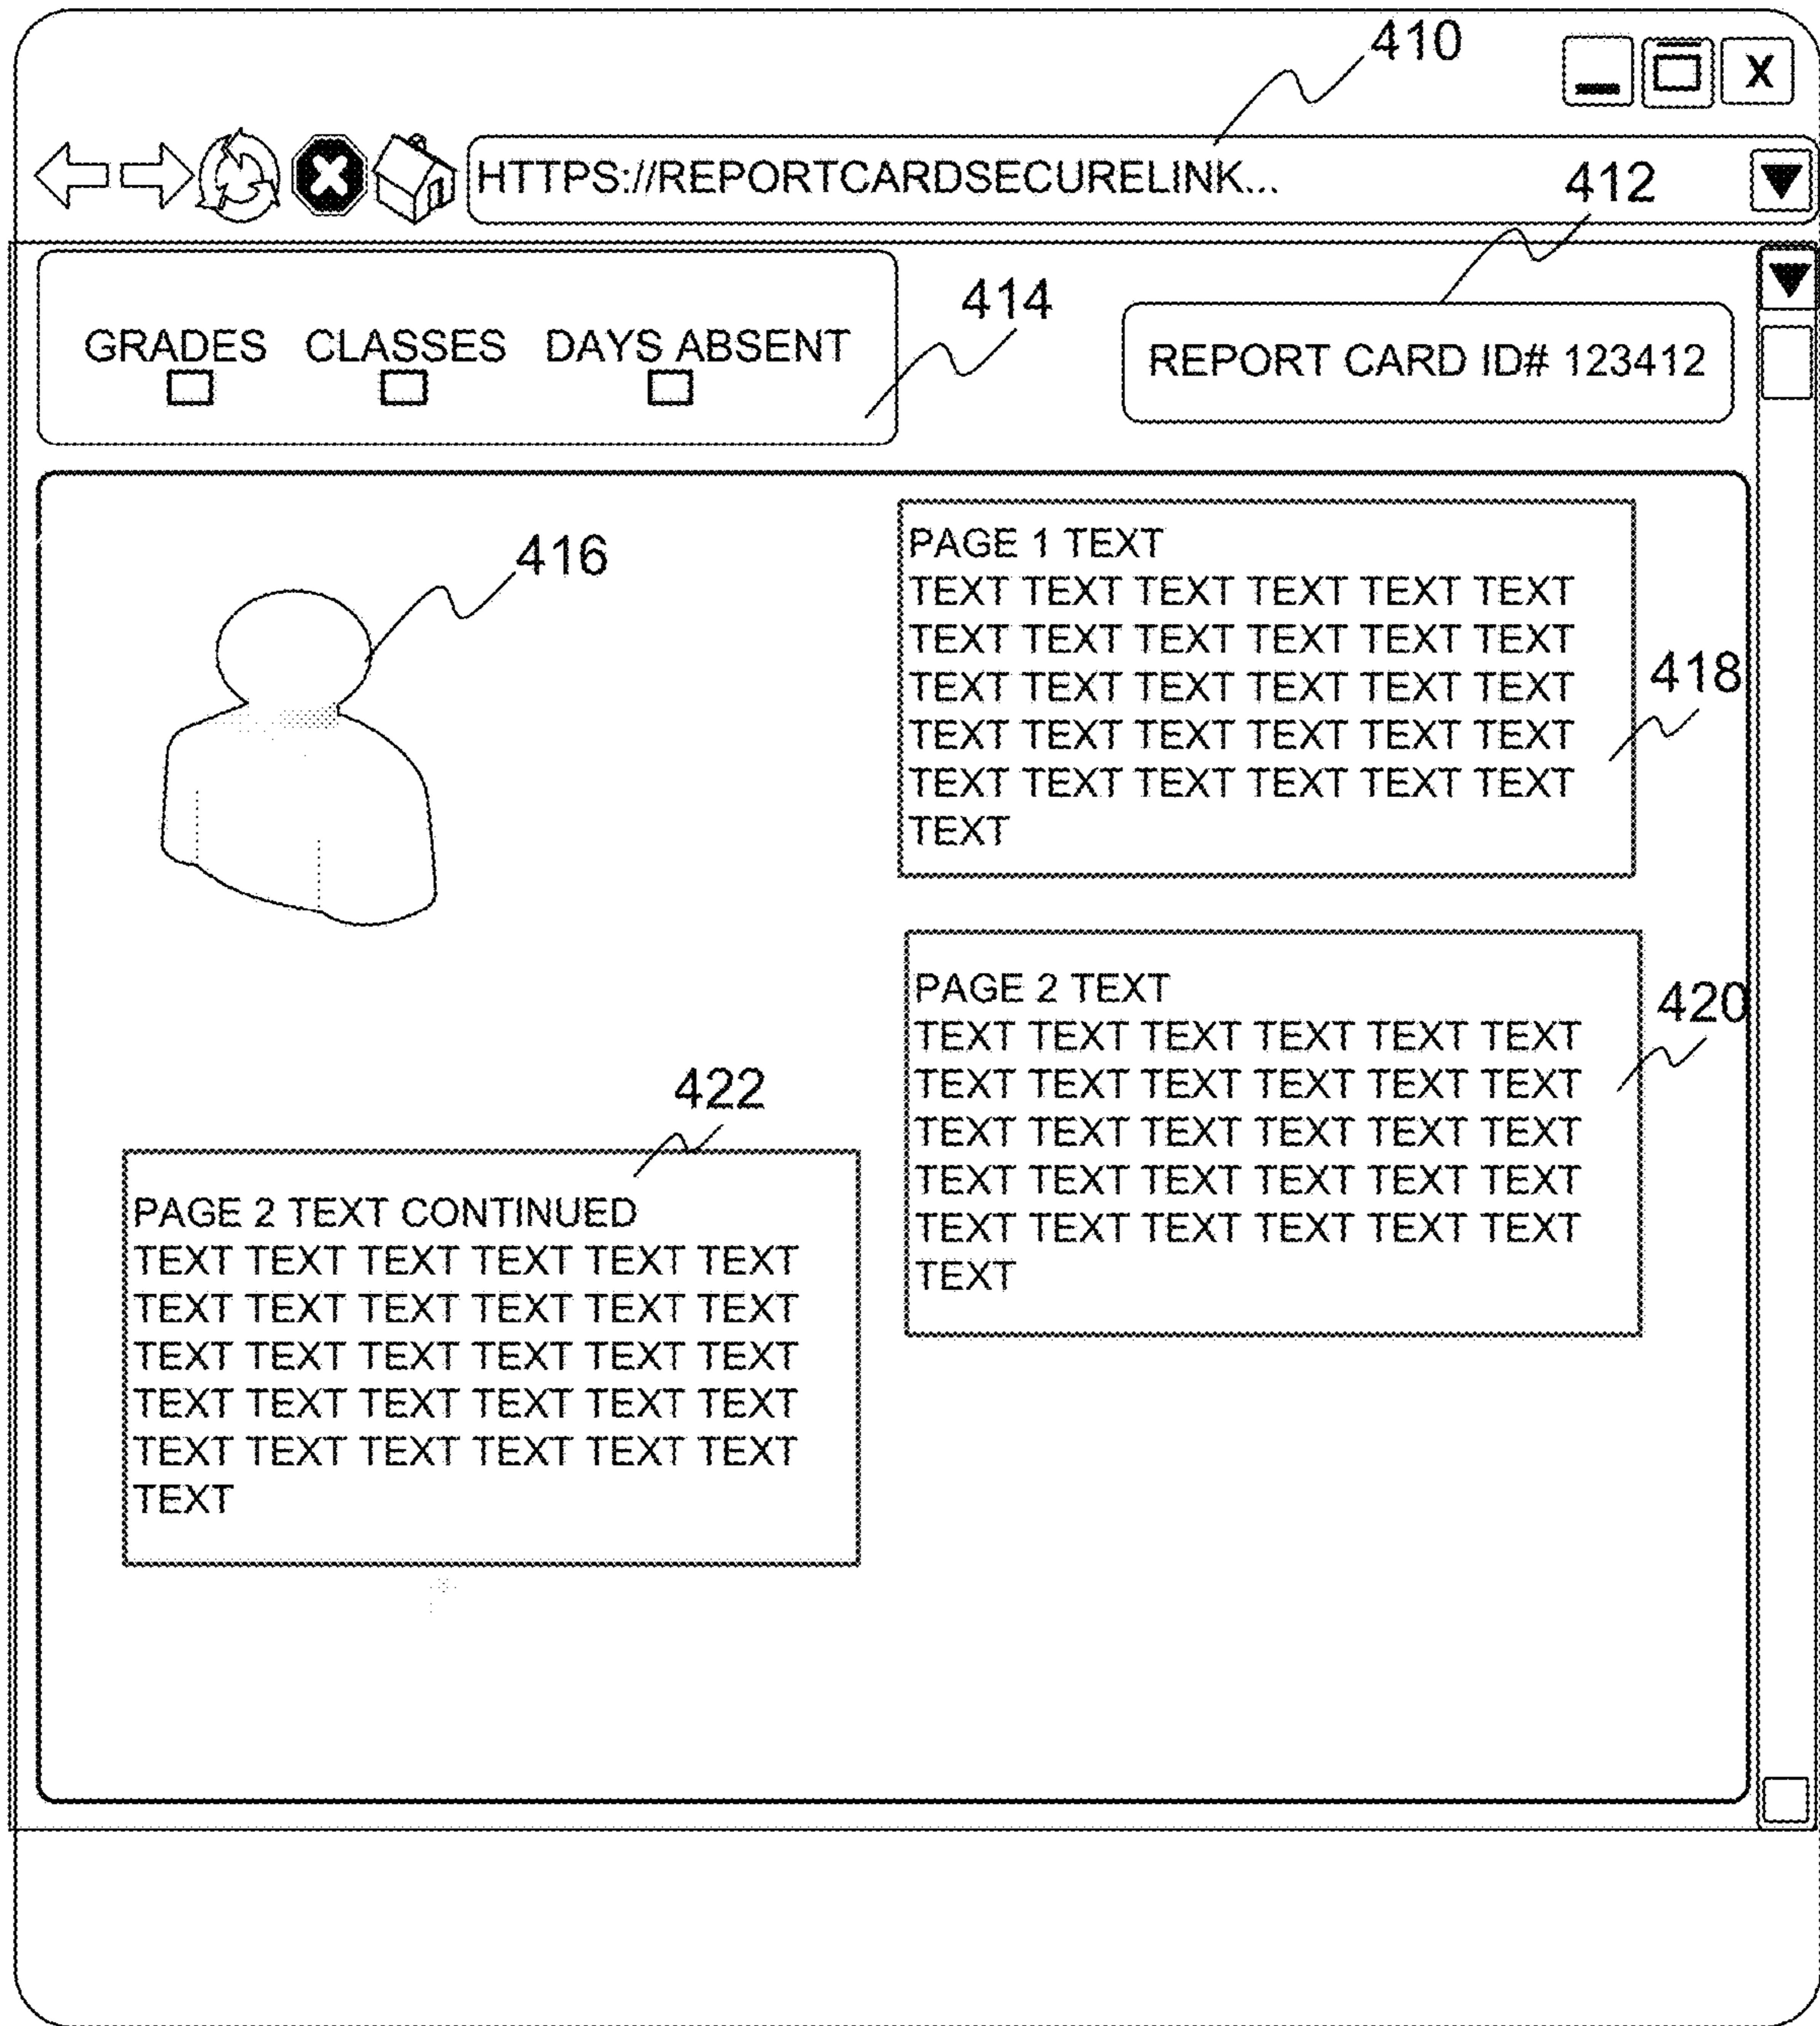 410
X
HTTPS://REPORTCARDSECURELINK...
412
GRADES CLASSES DAYS ABSENT
414
REPORT CARD ID# 123412
416
PAGE 1 TEXT
TEXT TEXT TEXT TEXT TEXT TEXT
TEXT TEXT TEXT TEXT TEXT TEXT
TEXT TEXT TEXT TEXT TEXT TEXT
TEXT TEXT TEXT TEXT TEXT TEXT
TEXT TEXT TEXT TEXT TEXT TEXT
TEXT
418
PAGE 2 TEXT
TEXT TEXT TEXT TEXT TEXT TEXT
TEXT TEXT TEXT TEXT TEXT TEXT
TEXT TEXT TEXT TEXT TEXT TEXT
TEXT TEXT TEXT TEXT TEXT TEXT
TEXT TEXT TEXT TEXT TEXT TEXT
TEXT
420
422
PAGE 2 TEXT CONTINUED
TEXT TEXT TEXT TEXT TEXT TEXT
TEXT TEXT TEXT TEXT TEXT TEXT
TEXT TEXT TEXT TEXT TEXT TEXT
TEXT TEXT TEXT TEXT TEXT TEXT
TEXT TEXT TEXT TEXT TEXT TEXT
TEXT